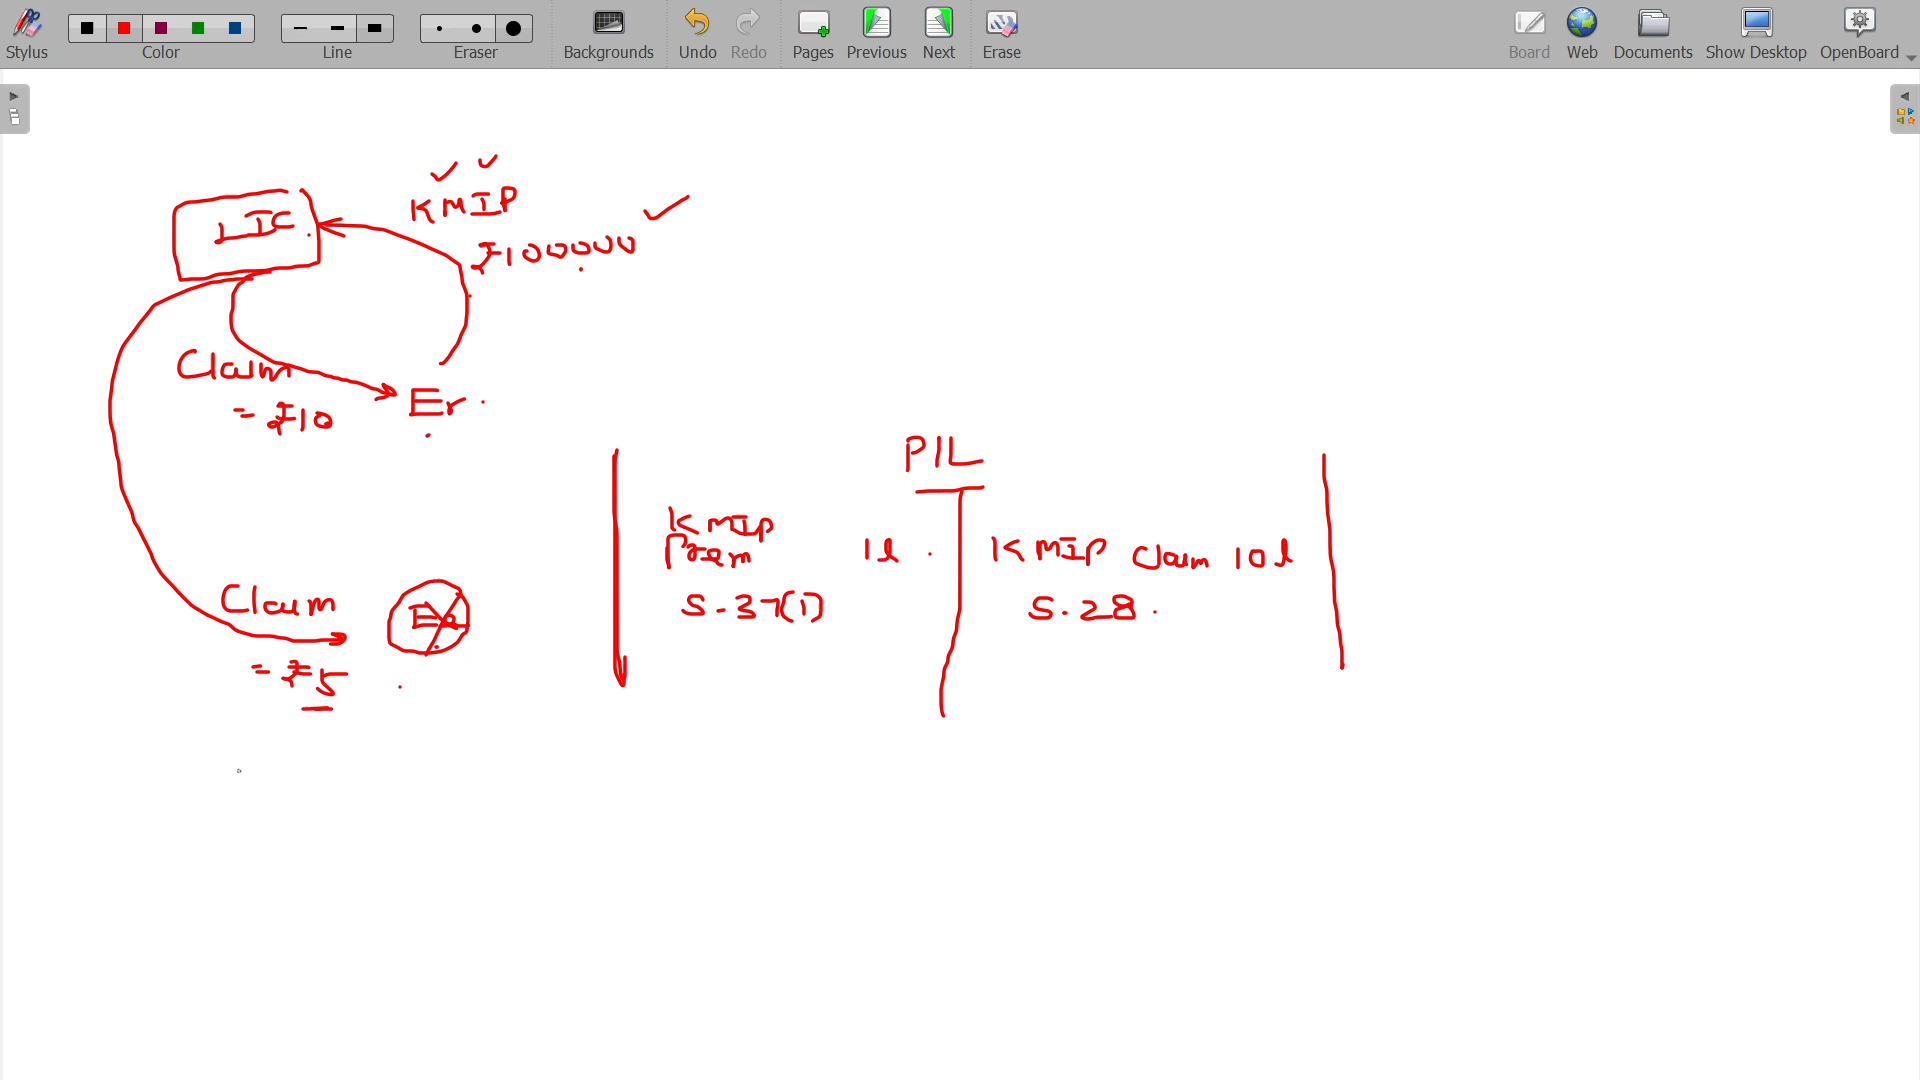 Stylus
Color
Line
Eraser
Backgrounds
Undo
Redo
Pages
Previous
Next
Erase
Board
Web
Documents
Show Desktop
OpenBoard
KMIP
₹100000
LIC
Claim
= ₹10
Er
Claim
= ₹5
P/L
KMIP
Prem 1l
S.37(1)
KMIP Claim 10l
S.28